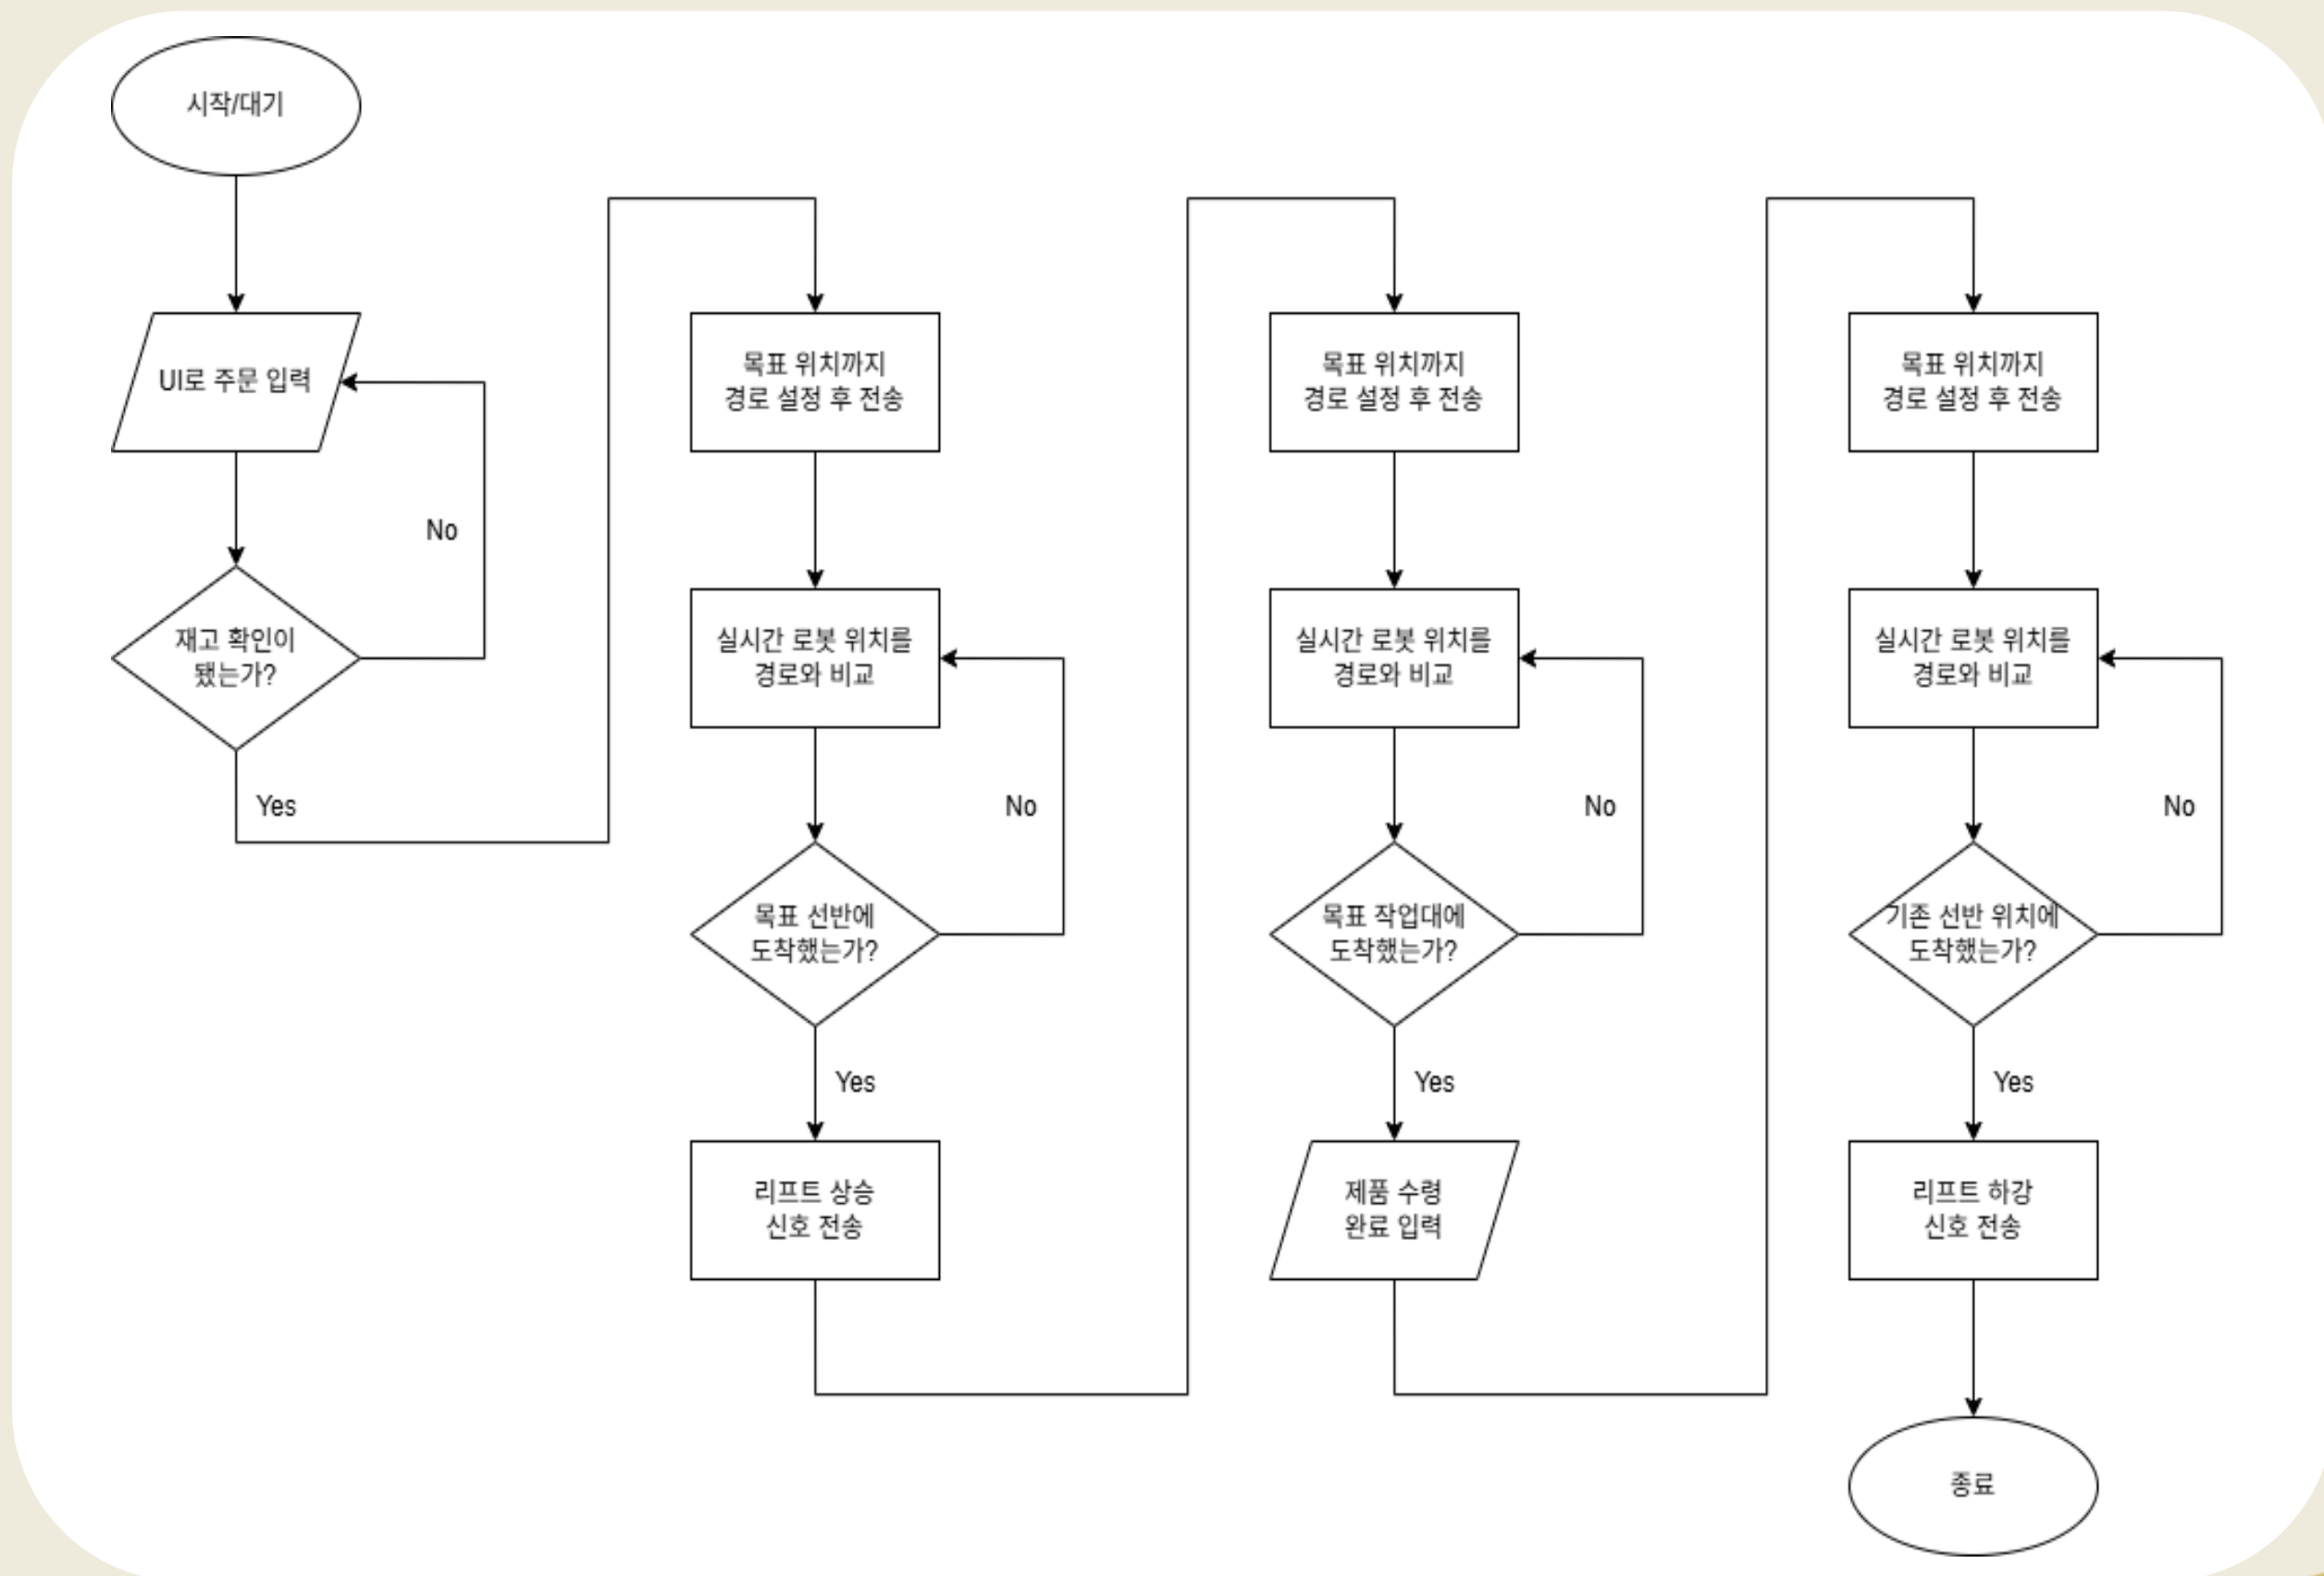 시작/대기
UI로 주문 입력
No
재고 확인이
됐는가?
Yes
목표 위치까지
경로 설정 후 전송
실시간 로봇 위치를
경로와 비교
No
목표 선반에
도착했는가?
Yes
리프트 상승
신호 전송
목표 위치까지
경로 설정 후 전송
실시간 로봇 위치를
경로와 비교
No
목표 작업대에
도착했는가?
Yes
제품 수령
완료 입력
목표 위치까지
경로 설정 후 전송
실시간 로봇 위치를
경로와 비교
No
기존 선반 위치에
도착했는가?
Yes
리프트 하강
신호 전송
종료